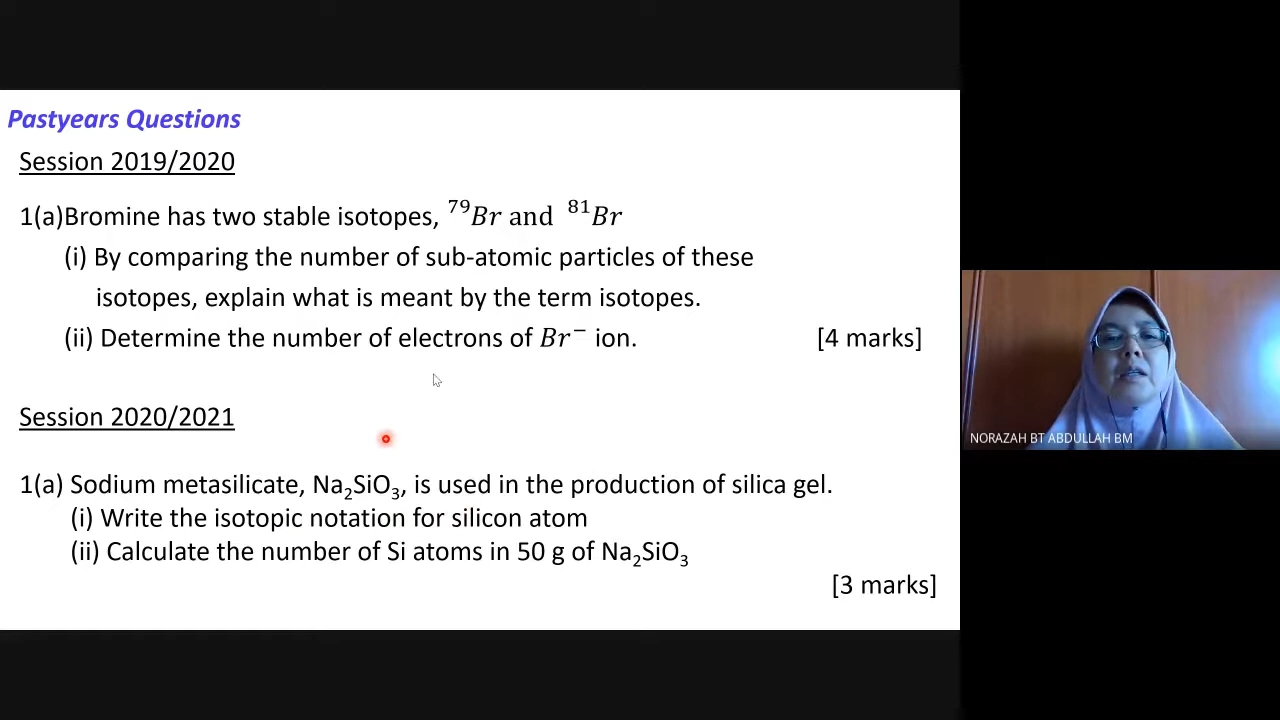 Pastyears Questions
Session 2019/2020
1(a)Bromine has two stable isotopes, ⁷⁹Br and ⁸¹Br
(i) By comparing the number of sub-atomic particles of these
isotopes, explain what is meant by the term isotopes.
(ii) Determine the number of electrons of Br⁻ ion. [4 marks]
Session 2020/2021
1(a) Sodium metasilicate, Na₂SiO₃, is used in the production of silica gel.
(i) Write the isotopic notation for silicon atom
(ii) Calculate the number of Si atoms in 50 g of Na₂SiO₃
[3 marks]
NORAZAH BT ABDULLAH BM